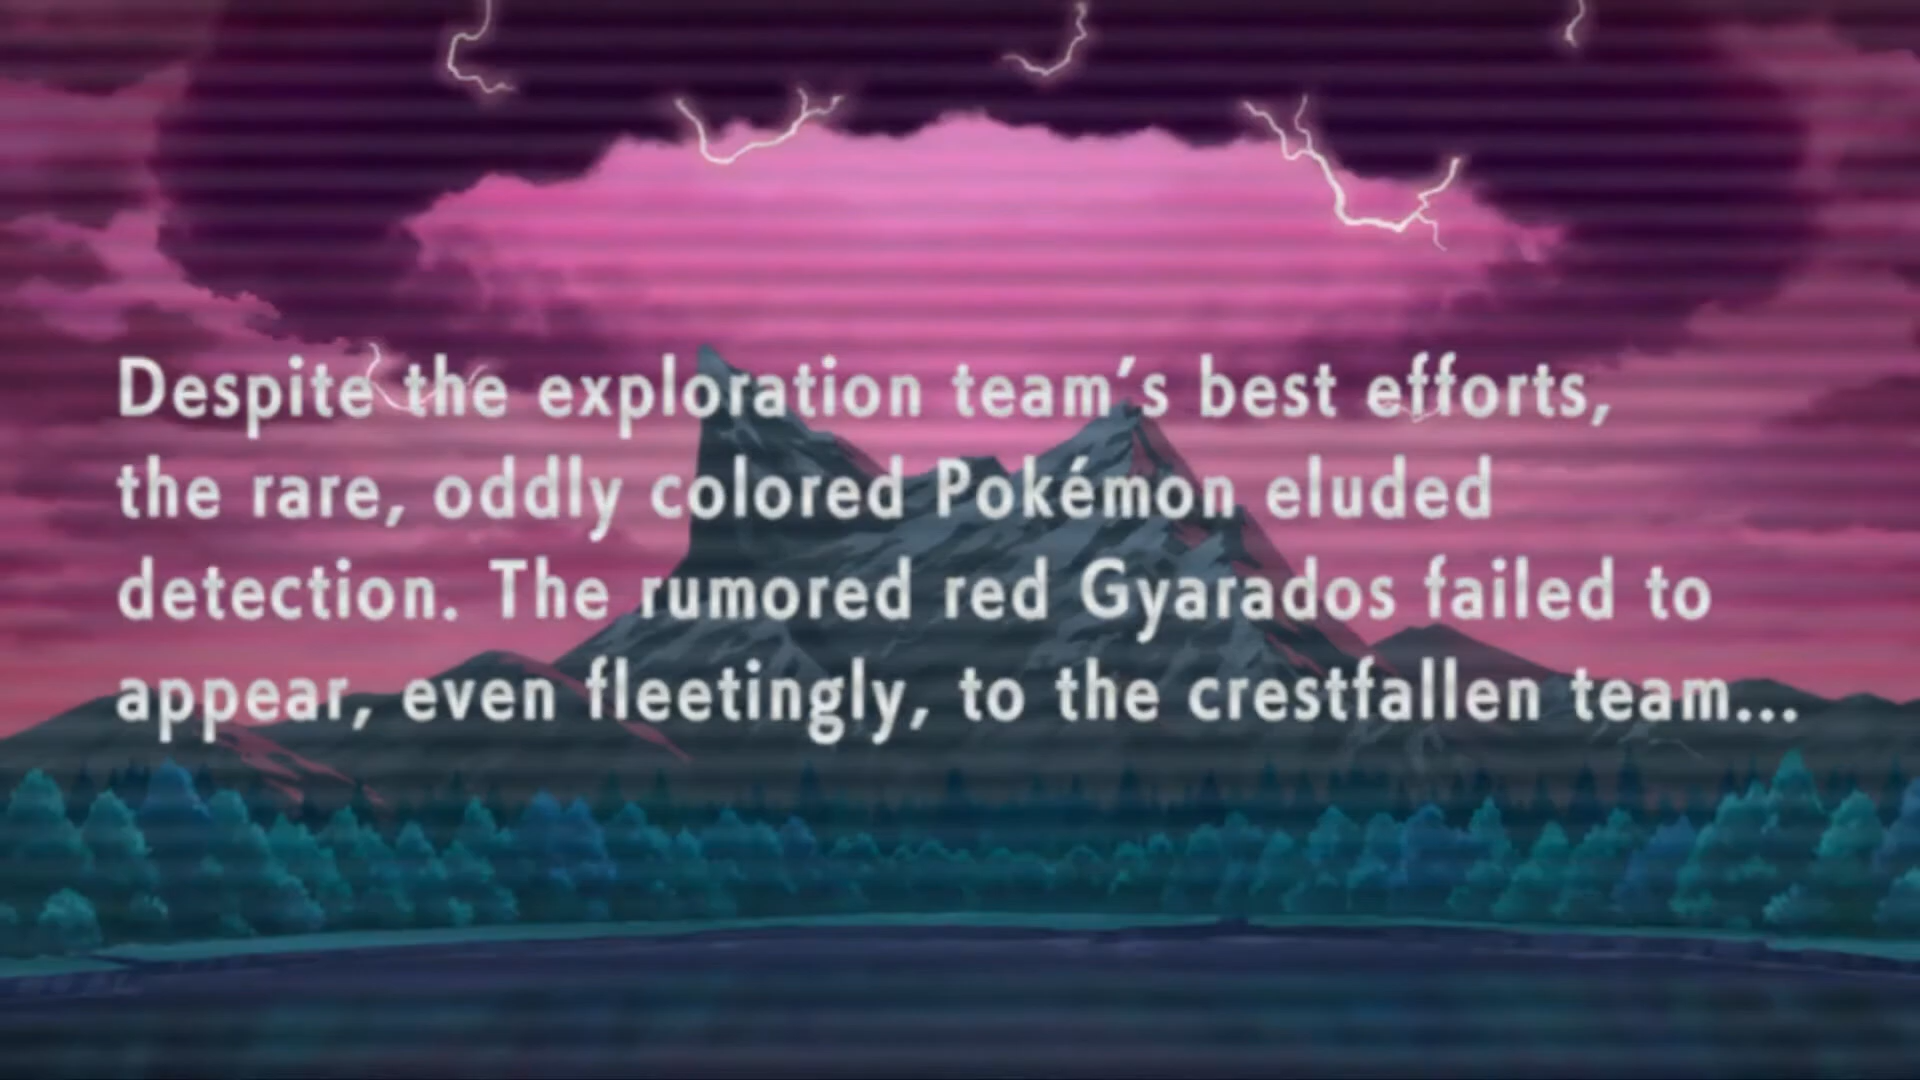 Despite the exploration team's best efforts,
the rare, oddly colored Pokémon eluded
detection. The rumored red Gyarados failed to
appear, even fleetingly, to the crestfallen team...